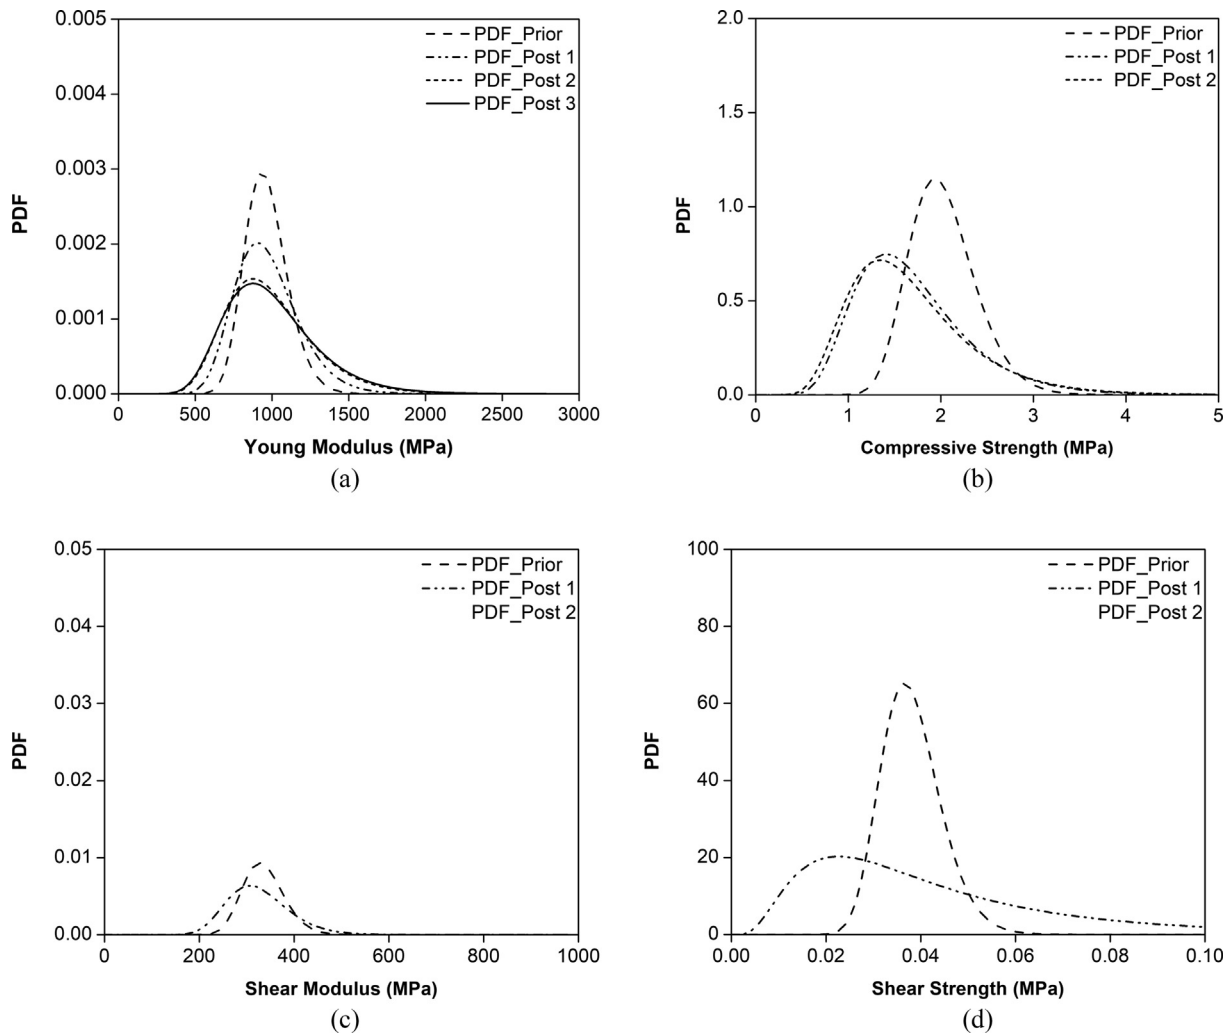 0.005
0.004
0.003
0.002
0.001
0.000
PDF
PDF_Prior
PDF_Post 1
PDF_Post 2
PDF_Post 3
0 500 1000 1500 2000 2500 3000
Young Modulus (MPa)
(a)
2.0
1.5
1.0
0.5
0.0
PDF
PDF_Prior
PDF_Post 1
PDF_Post 2
0 1 2 3 4 5
Compressive Strength (MPa)
(b)
0.05
0.04
0.03
0.02
0.01
0.00
PDF
PDF_Prior
PDF_Post 1
PDF_Post 2
0 200 400 600 800 1000
Shear Modulus (MPa)
(c)
100
80
60
40
20
0
PDF
PDF_Prior
PDF_Post 1
PDF_Post 2
0.00 0.02 0.04 0.06 0.08 0.10
Shear Strength (MPa)
(d)